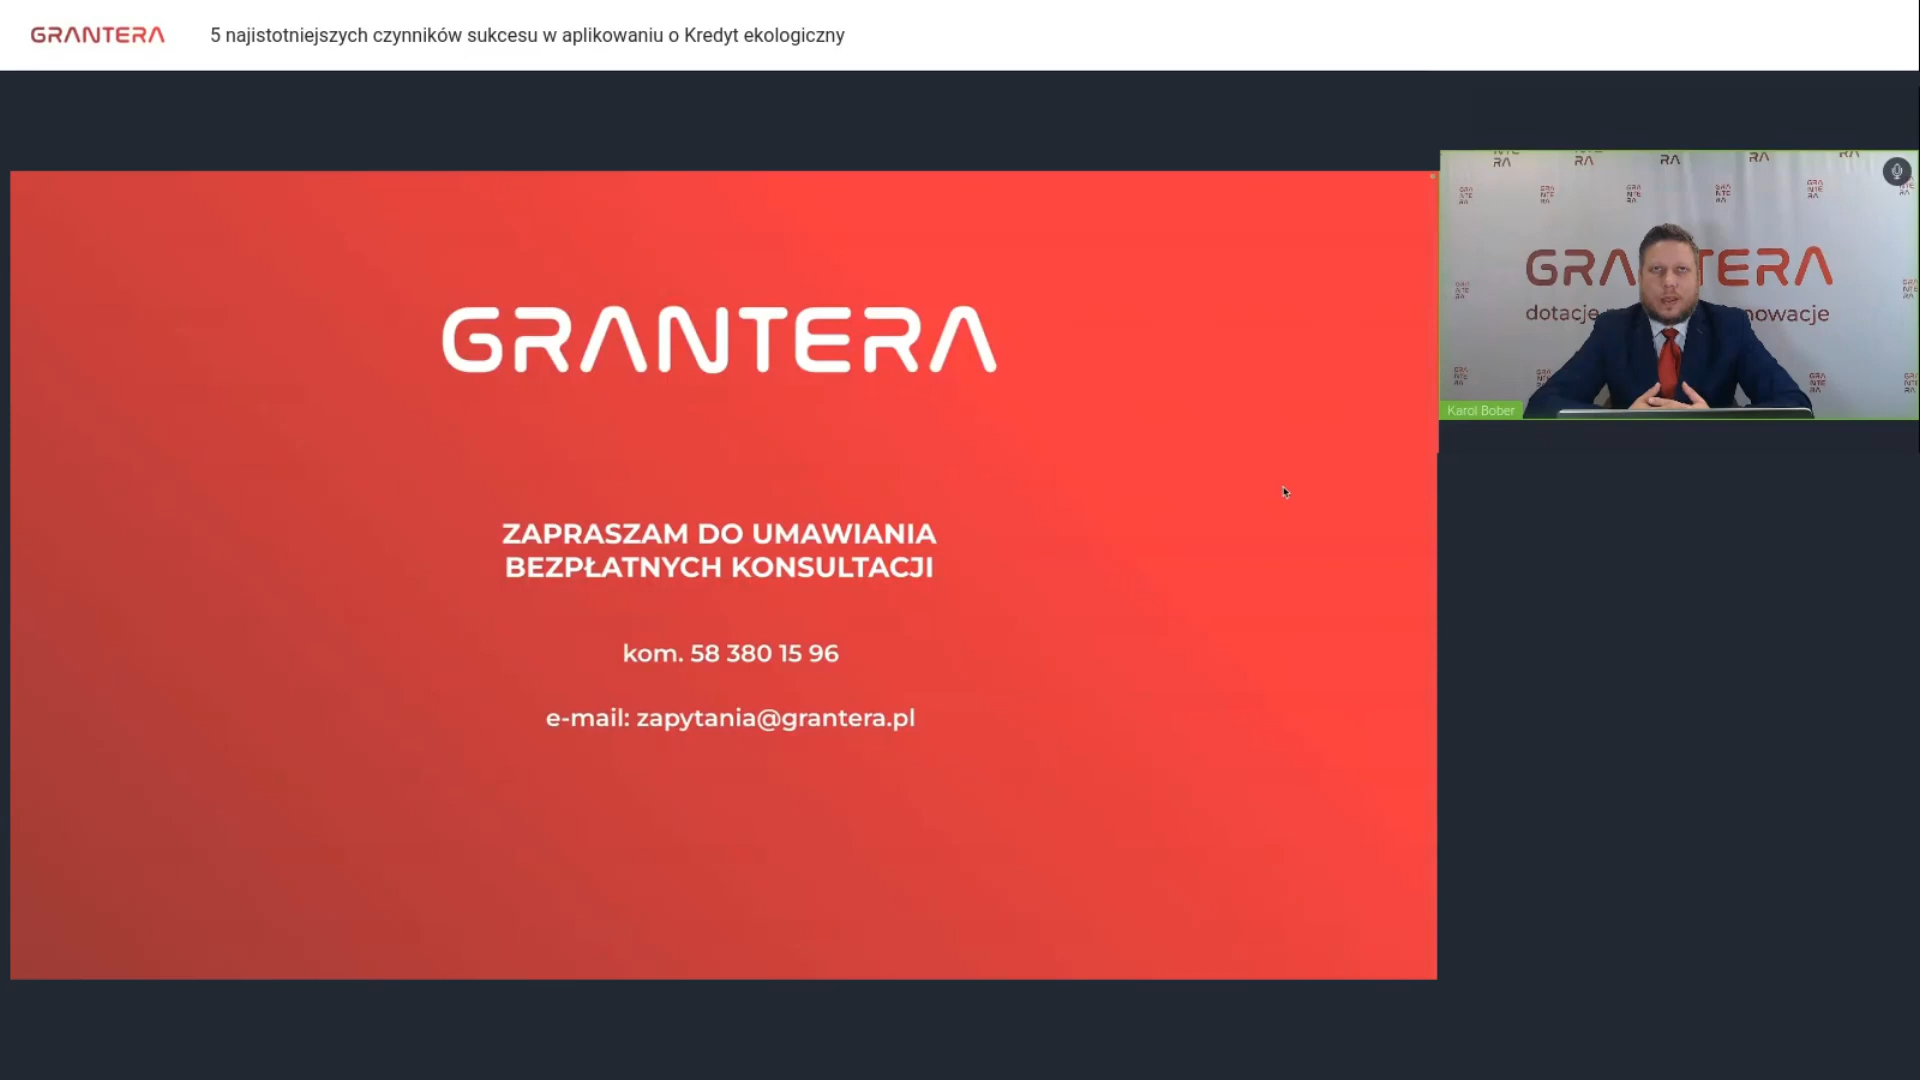 GRANTERA
5 najistotniejszych czynników sukcesu w aplikowaniu o Kredyt ekologiczny
GRANTERA
ZAPRASZAM DO UMAWIANIA
BEZPŁATNYCH KONSULTACJI
kom. 58 380 15 96
e-mail: zapytania@grantera.pl
GRA TERA
dotacje nowacje
Karol Bober